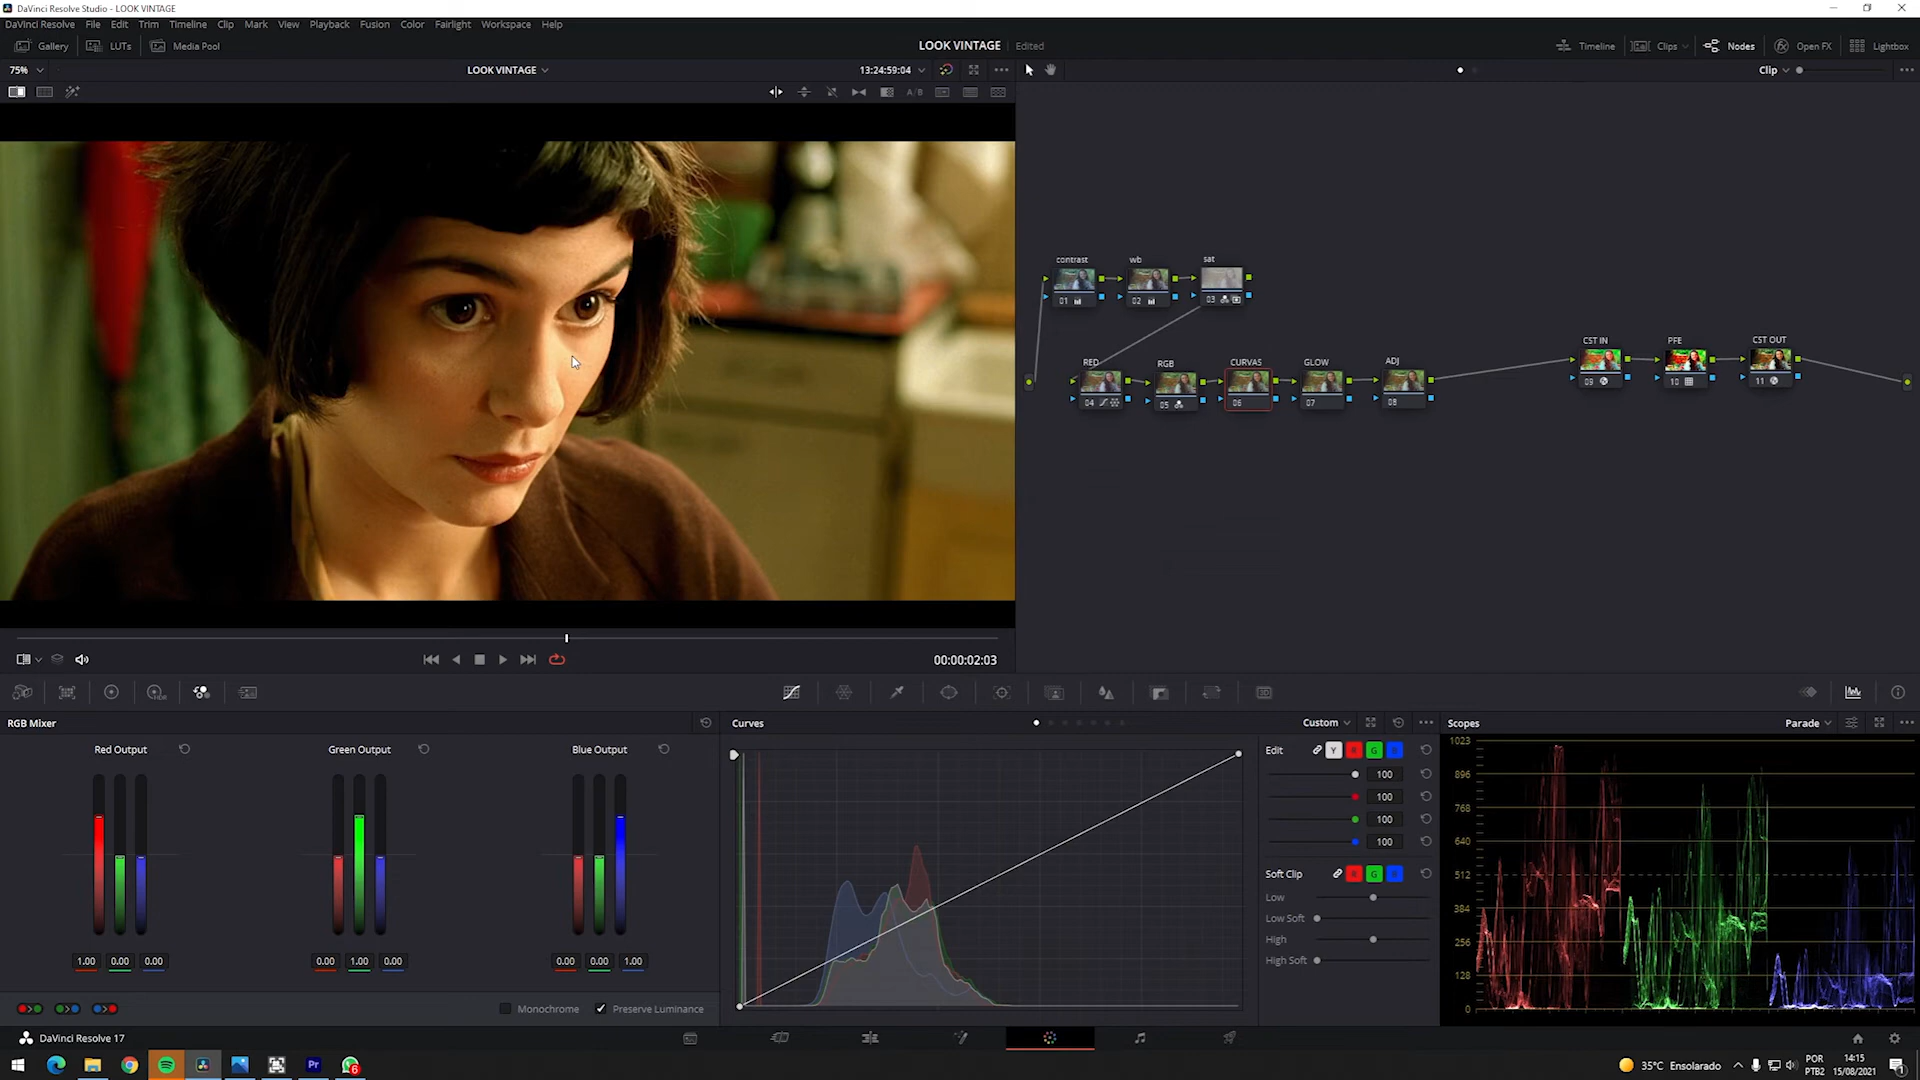 DaVinci Resolve Studio - LOOK VINTAGE
DaVinci Resolve File Edit Trim Timeline Clip Mark View Playback Fusion Color Fairlight Workspace Help
Gallery LUTs Media Pool LOOK VINTAGE Edited Timeline Clips Nodes Open FX Lightbox
75% LOOK VINTAGE 13:24:59:04 Clip
A/B
contrast wb sat
01 02 03
RED RGB CURVAS GLOW ADJ CST IN PFE CST OUT
04 05 06 07 08 09 10 11
00:00:02:03
HDR 3D
RGB Mixer Curves Custom Scopes Parade
Red Output Green Output Blue Output
Edit Y R G B
100
100
100
100
Soft Clip R G B
Low
Low Soft
High
High Soft
1023
896
768
640
512
384
256
128
0
1.00 0.00 0.00 0.00 1.00 0.00 0.00 0.00 1.00
Monochrome Preserve Luminance
DaVinci Resolve 17
Pr 6 35°C Ensolarado POR PTB2 14:15 15/08/2021 1